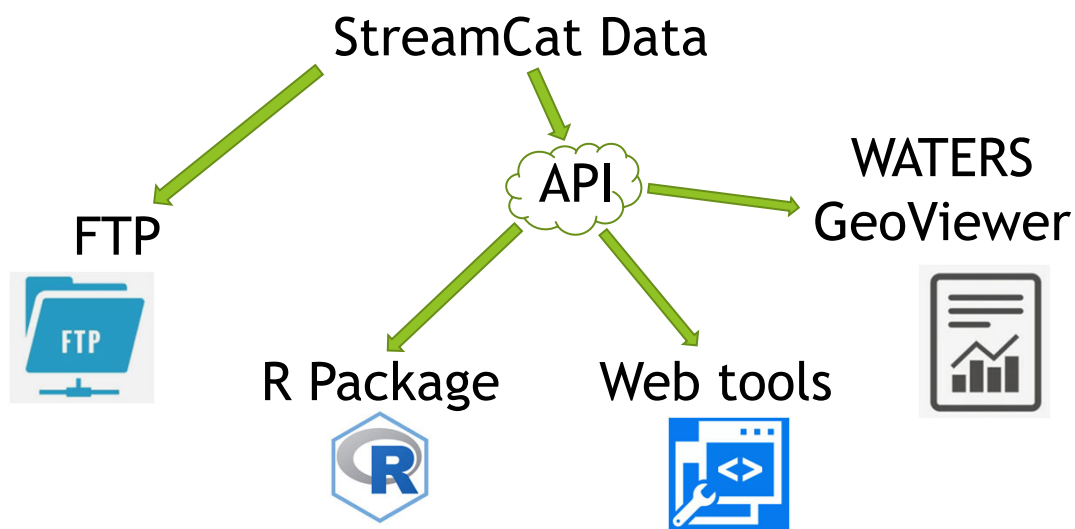 StreamCat Data
API
WATERS
GeoViewer
FTP
FTP
R Package
Web tools
R
<>